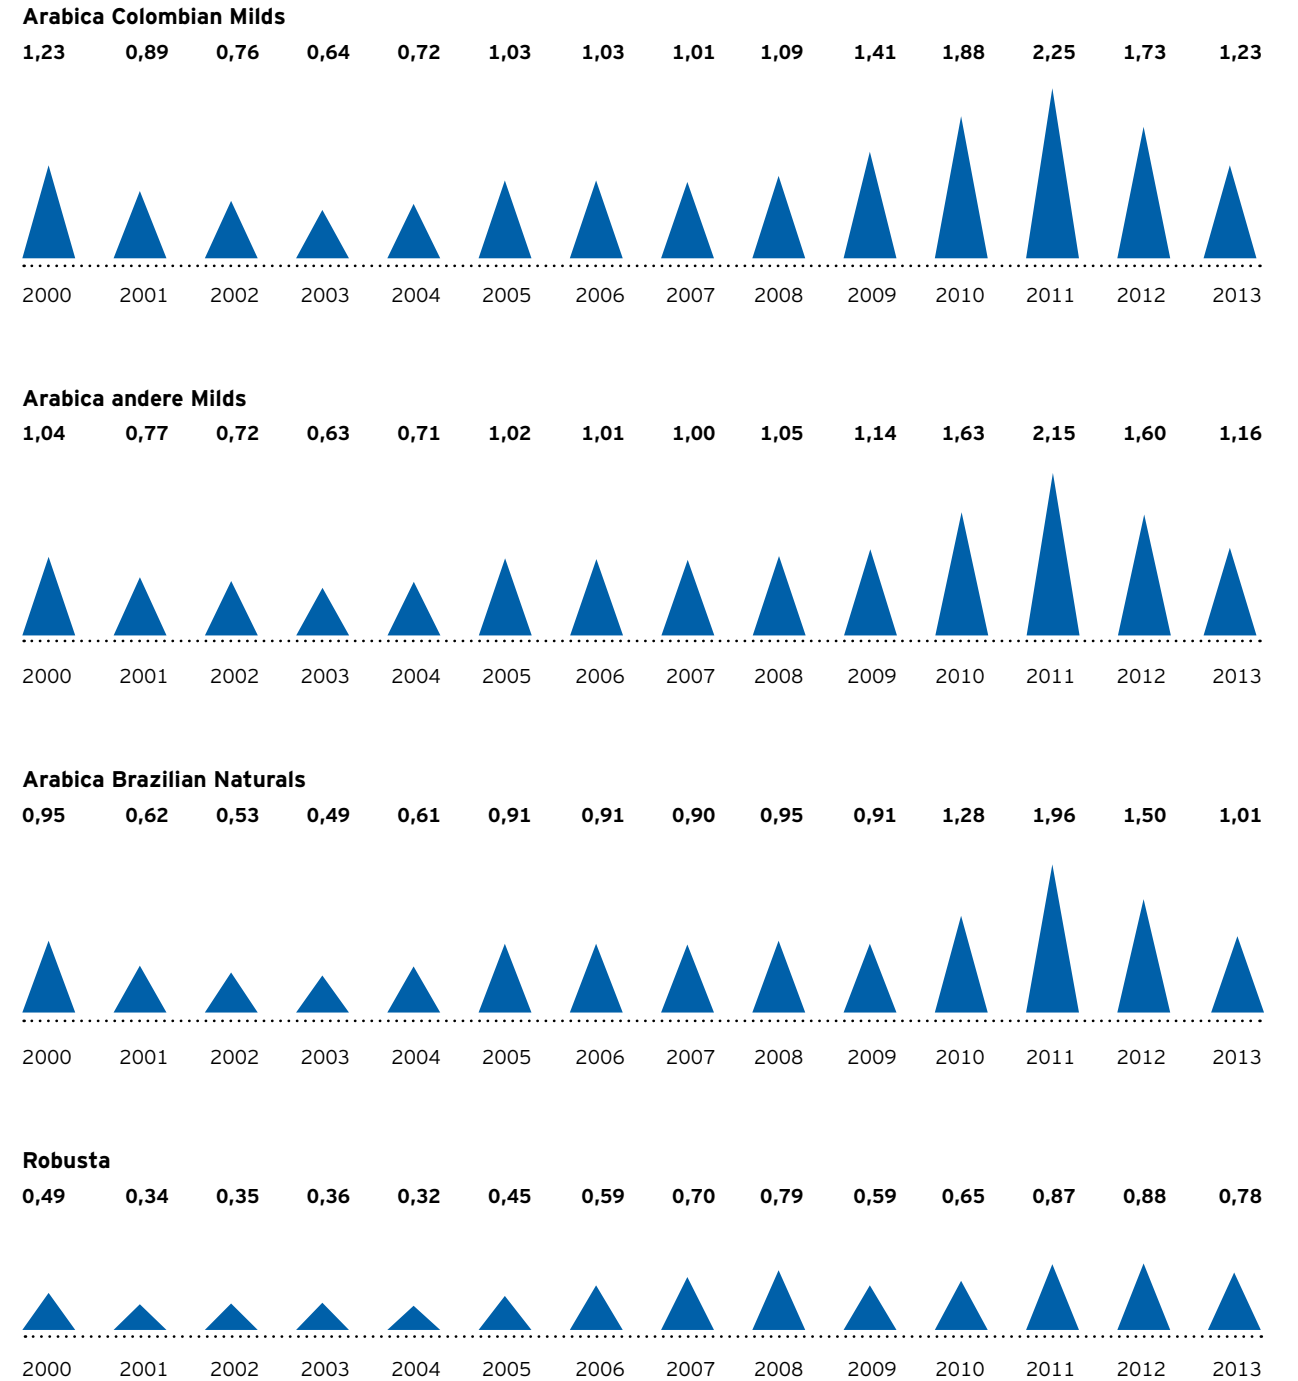 Arabica Colombian Milds
1,23 0,89 0,76 0,64 0,72 1,03 1,03 1,01 1,09 1,41 1,88 2,25 1,73 1,23
2000 2001 2002 2003 2004 2005 2006 2007 2008 2009 2010 2011 2012 2013
Arabica andere Milds
1,04 0,77 0,72 0,63 0,71 1,02 1,01 1,00 1,05 1,14 1,63 2,15 1,60 1,16
2000 2001 2002 2003 2004 2005 2006 2007 2008 2009 2010 2011 2012 2013
Arabica Brazilian Naturals
0,95 0,62 0,53 0,49 0,61 0,91 0,91 0,90 0,95 0,91 1,28 1,96 1,50 1,01
2000 2001 2002 2003 2004 2005 2006 2007 2008 2009 2010 2011 2012 2013
Robusta
0,49 0,34 0,35 0,36 0,32 0,45 0,59 0,70 0,79 0,59 0,65 0,87 0,88 0,78
2000 2001 2002 2003 2004 2005 2006 2007 2008 2009 2010 2011 2012 2013